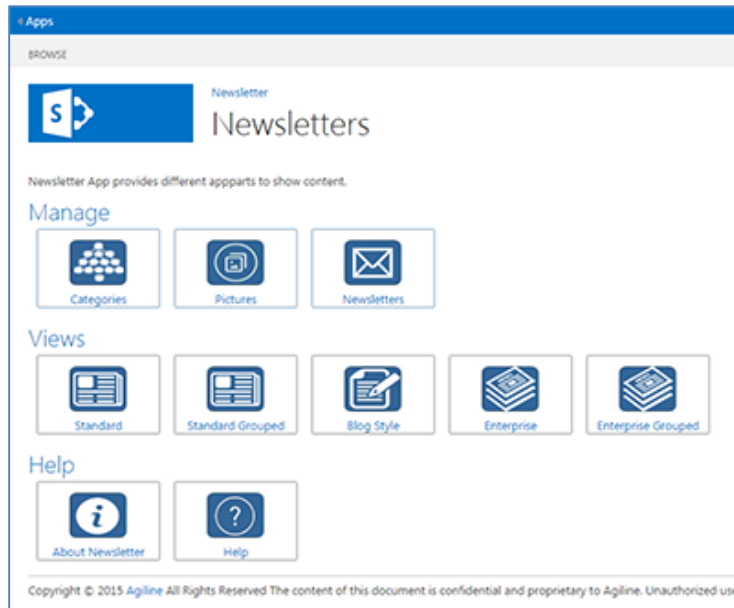 Apps
BROWSE
S
Newsletter
Newsletters
Newsletter App provides different appparts to show content.
Manage
Categories
Pictures
Newsletters
Views
Standard
Standard Grouped
Blog Style
Enterprise
Enterprise Grouped
Help
i
?
About Newsletter
Help
Copyright © 2015 Agiline All Rights Reserved The content of this document is confidential and proprietary to Agiline. Unauthorized